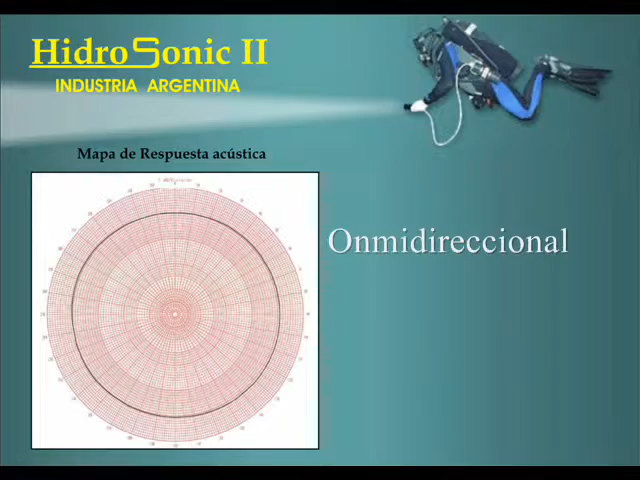 HidroSonic II
INDUSTRIA ARGENTINA
Mapa de Respuesta acústica
Onmidireccional